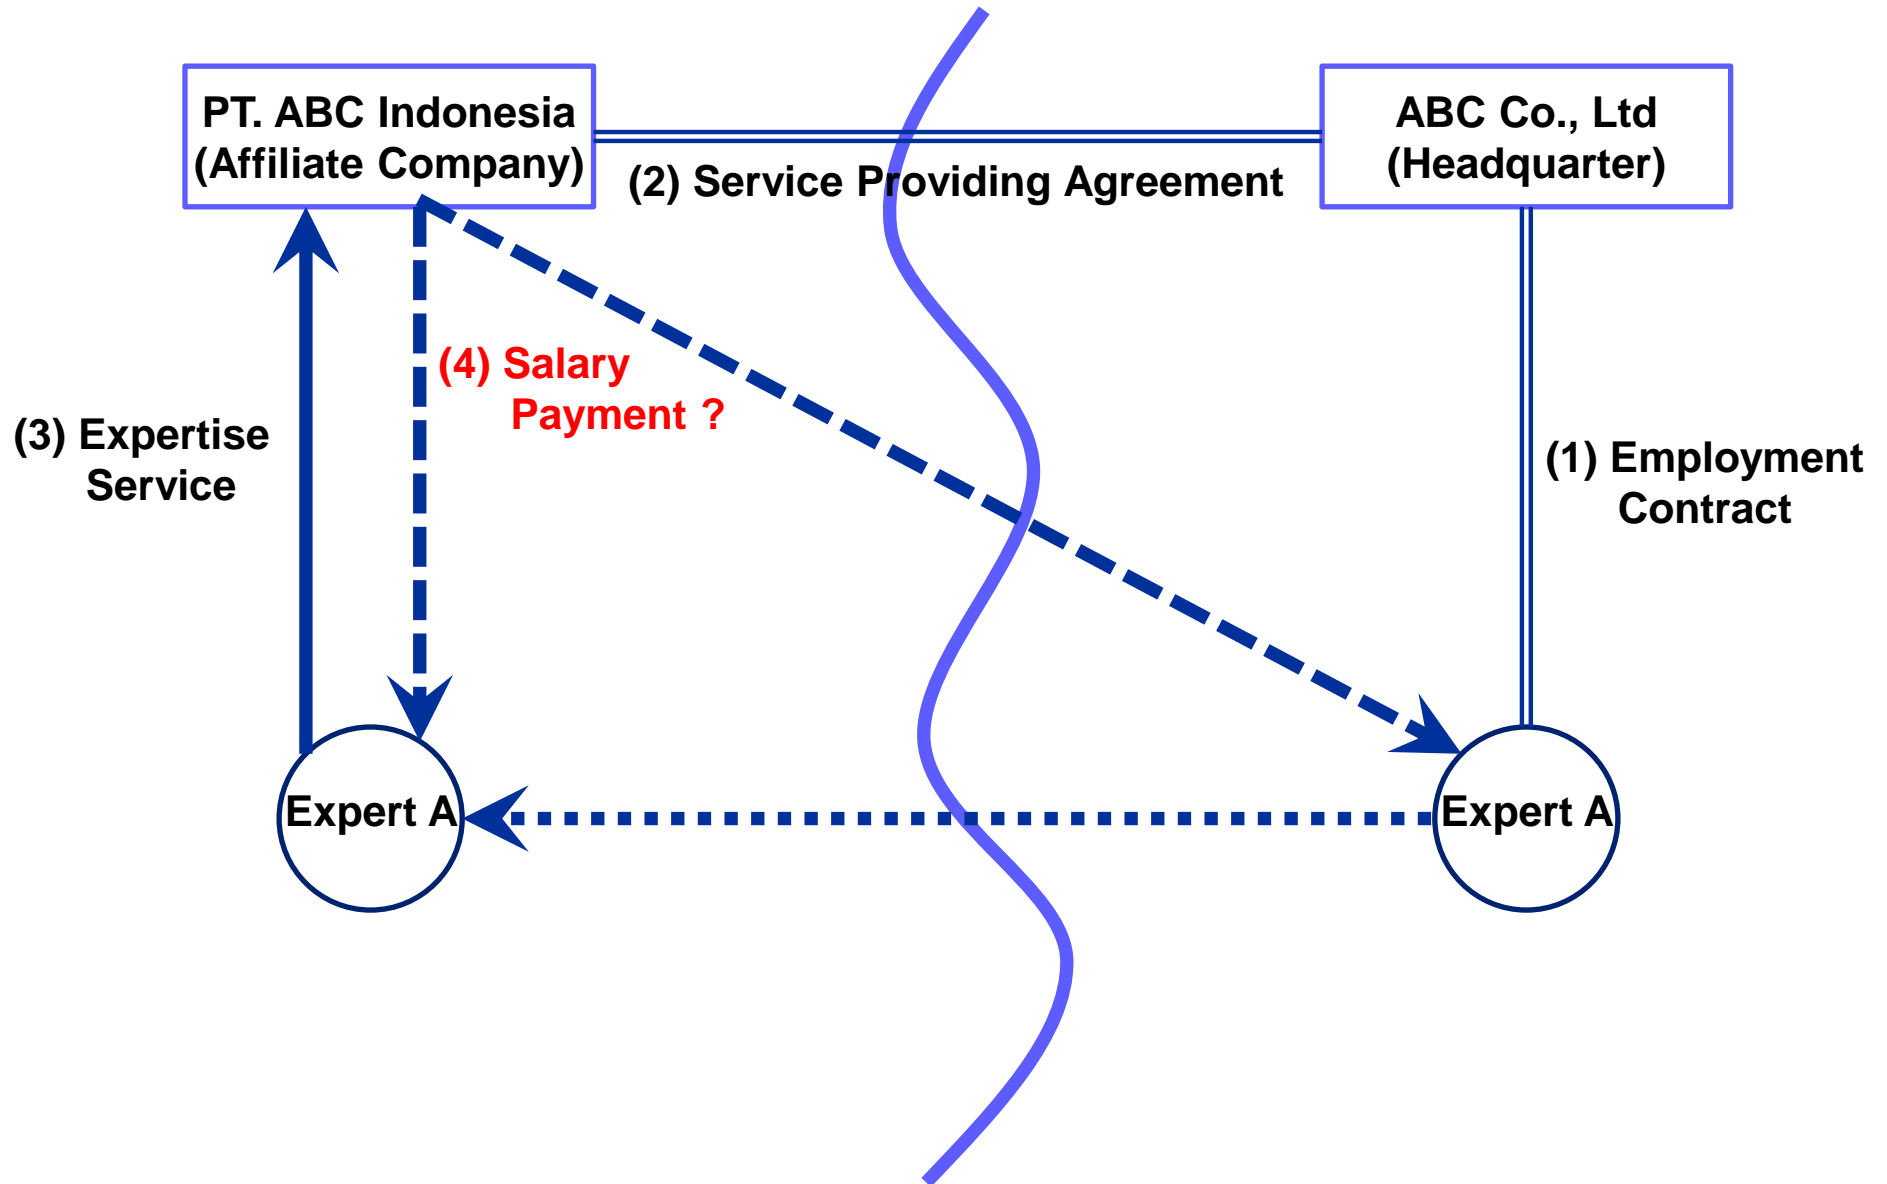 PT. ABC Indonesia
(Affiliate Company)
ABC Co., Ltd
(Headquarter)
(2) Service Providing Agreement
(4) Salary
Payment ?
(3) Expertise
Service
(1) Employment
Contract
Expert A
Expert A